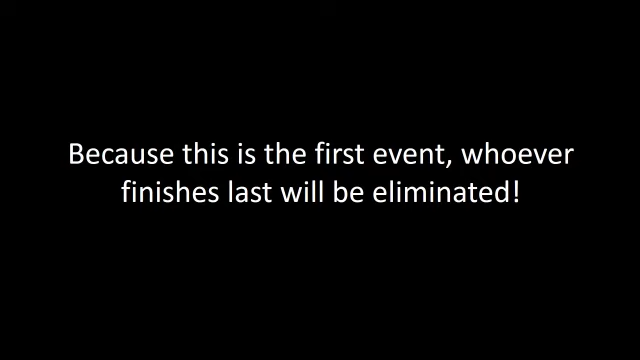 Because this is the first event, whoever
finishes last will be eliminated!